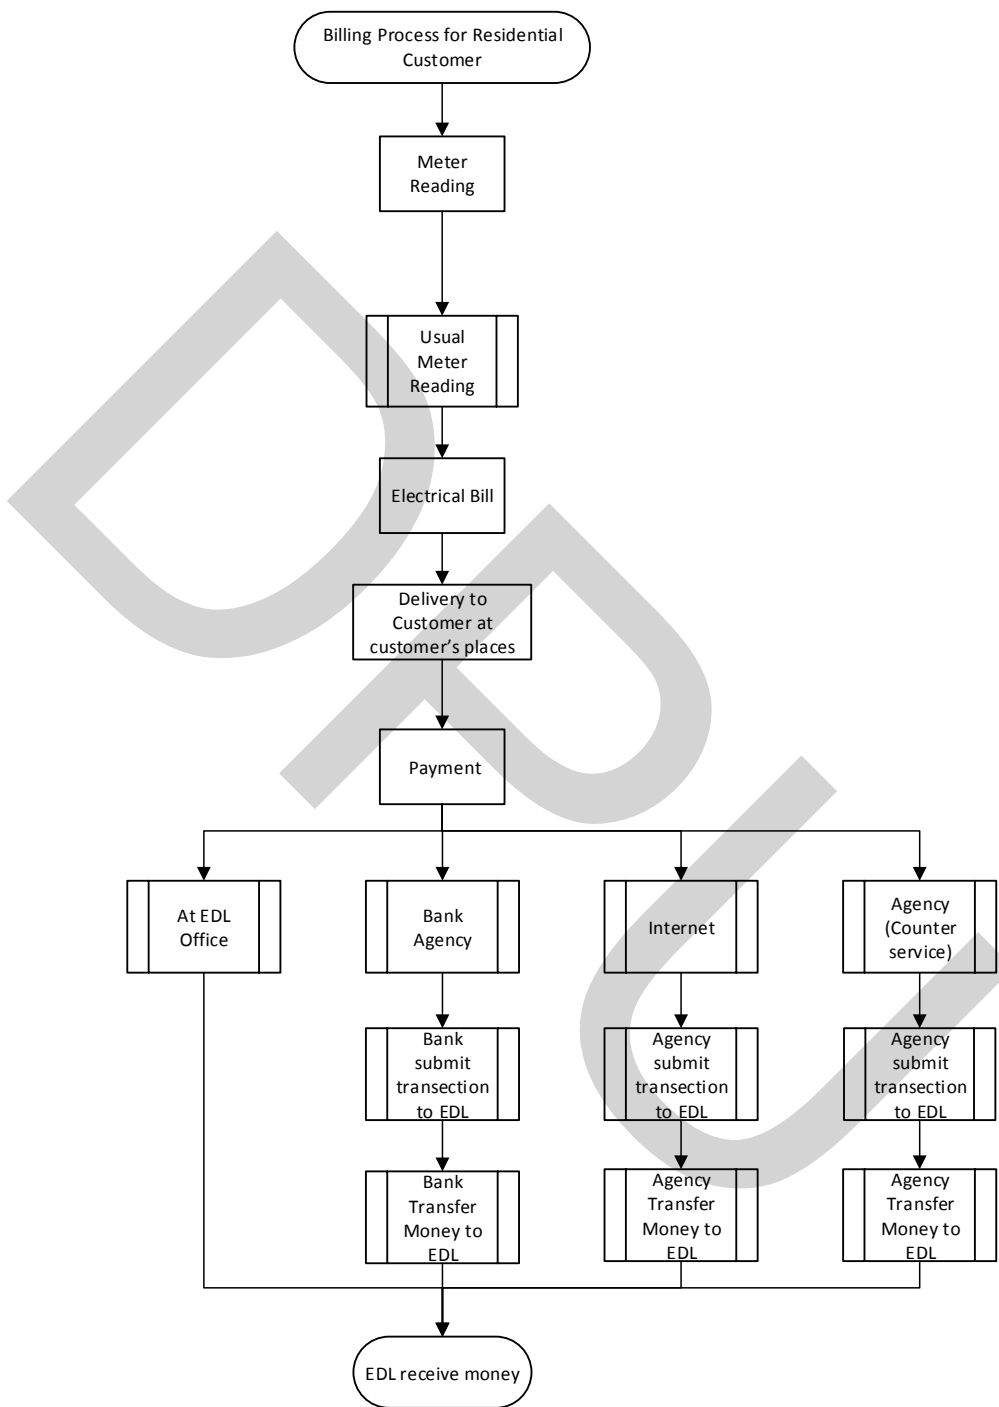 Billing Process for Residential
Customer
Meter
Reading
Usual
Meter
Reading
Electrical Bill
Delivery to
Customer at
customer's places
Payment
At EDL
Office
Bank
Agency
Internet
Agency
(Counter
service)
Bank
submit
transection
to EDL
Agency
submit
transection
to EDL
Agency
submit
transection
to EDL
Bank
Transfer
Money to
EDL
Agency
Transfer
Money to
EDL
Agency
Transfer
Money to
EDL
EDL receive money